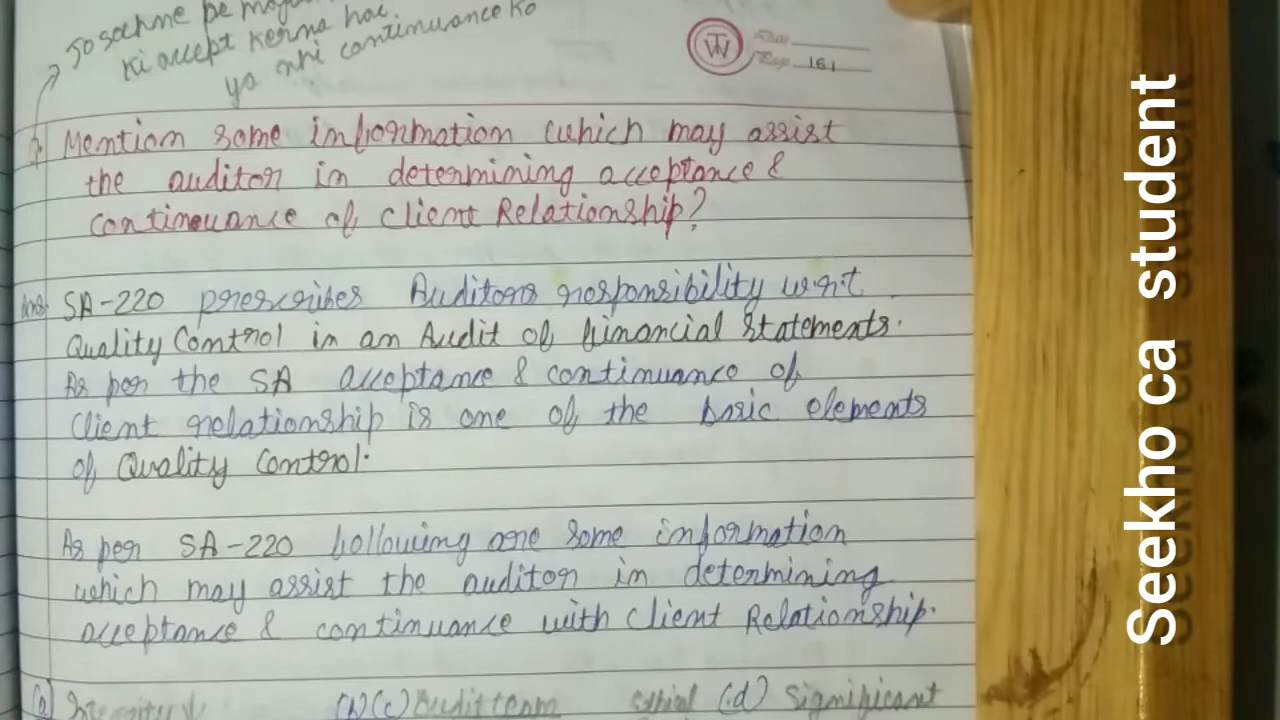 Jo sochne pe
ki accept kerna hai
ya nhi continuance ko
Date
Page 161
Q. Mention some information which may assist
the auditor in determining acceptance &
continuance of Client Relationship?
Ans. SA-220 prescribes Auditors responsibility w.r.t
Quality Control in an Audit of financial statements.
As per the SA acceptance & continuance of
Client relationship is one of the basic elements
of Quality Control.
As per SA-220 following are some information
which may assist the auditor in determining
acceptance & continuance with Client Relationship.
(a) Integrity (b)(c) Audit team Ethical (d) Significant
Seekho ca student